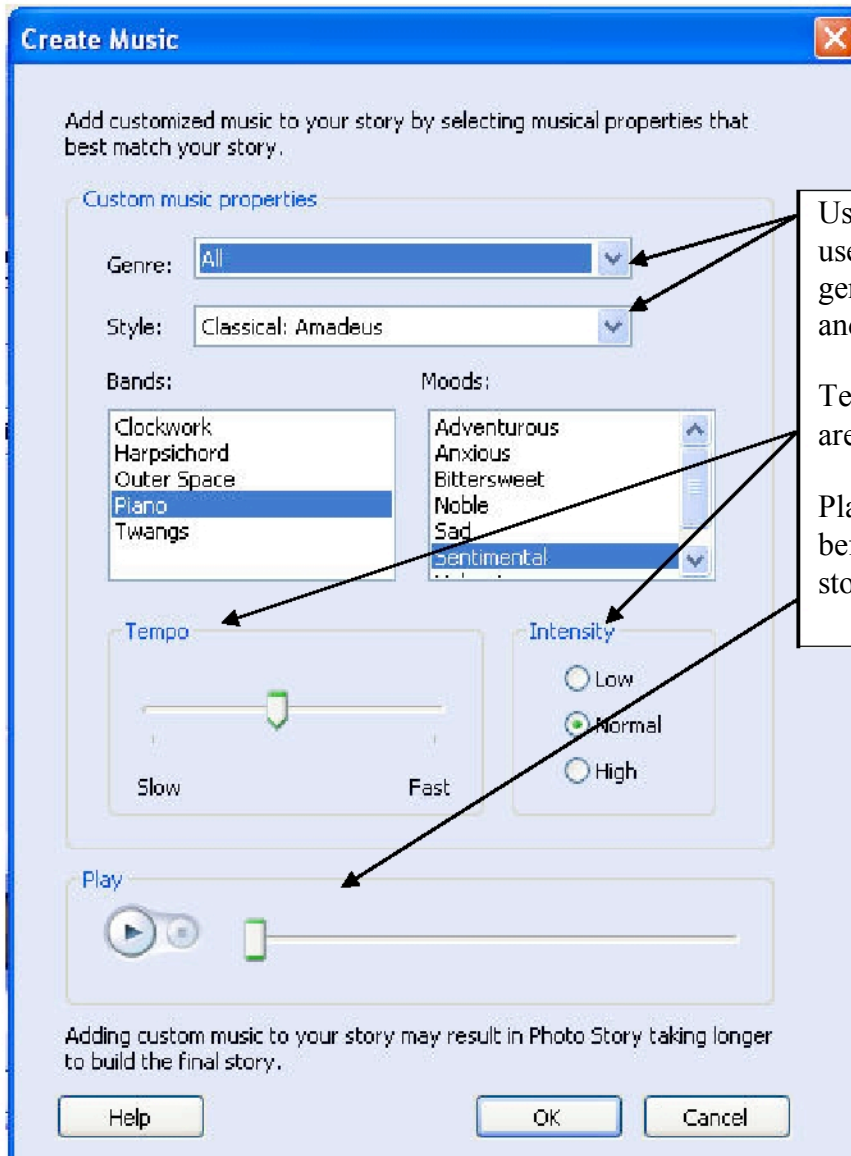 Create Music
Add customized music to your story by selecting musical properties that
best match your story.
Custom music properties
Genre: All
Style: Classical: Amadeus
Bands:
Clockwork
Harpsichord
Outer Space
Piano
Twangs
Moods:
Adventurous
Anxious
Bittersweet
Noble
Sad
Sentimental
Tempo
Slow Fast
Intensity
Low
Normal
High
Play
Adding custom music to your story may result in Photo Story taking longer
to build the final story.
Help OK Cancel